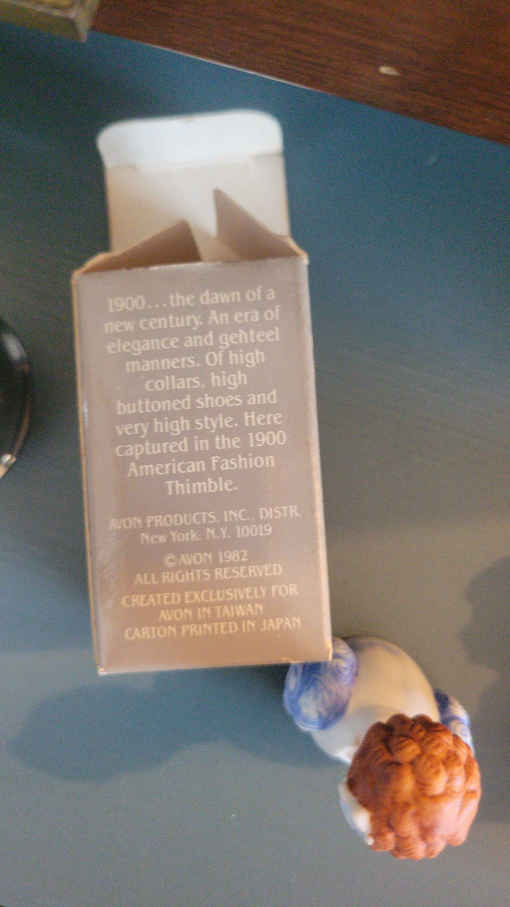 1900...the dawn of a
new century. An era of
elegance and genteel
manners. Of high
collars, high
buttoned shoes and
very high style. Here
captured in the 1900
American Fashion
Thimble.
AVON PRODUCTS, INC., DISTR.
New York, N.Y. 10019
© AVON 1982
ALL RIGHTS RESERVED
CREATED EXCLUSIVELY FOR
AVON IN TAIWAN
CARTON PRINTED IN JAPAN